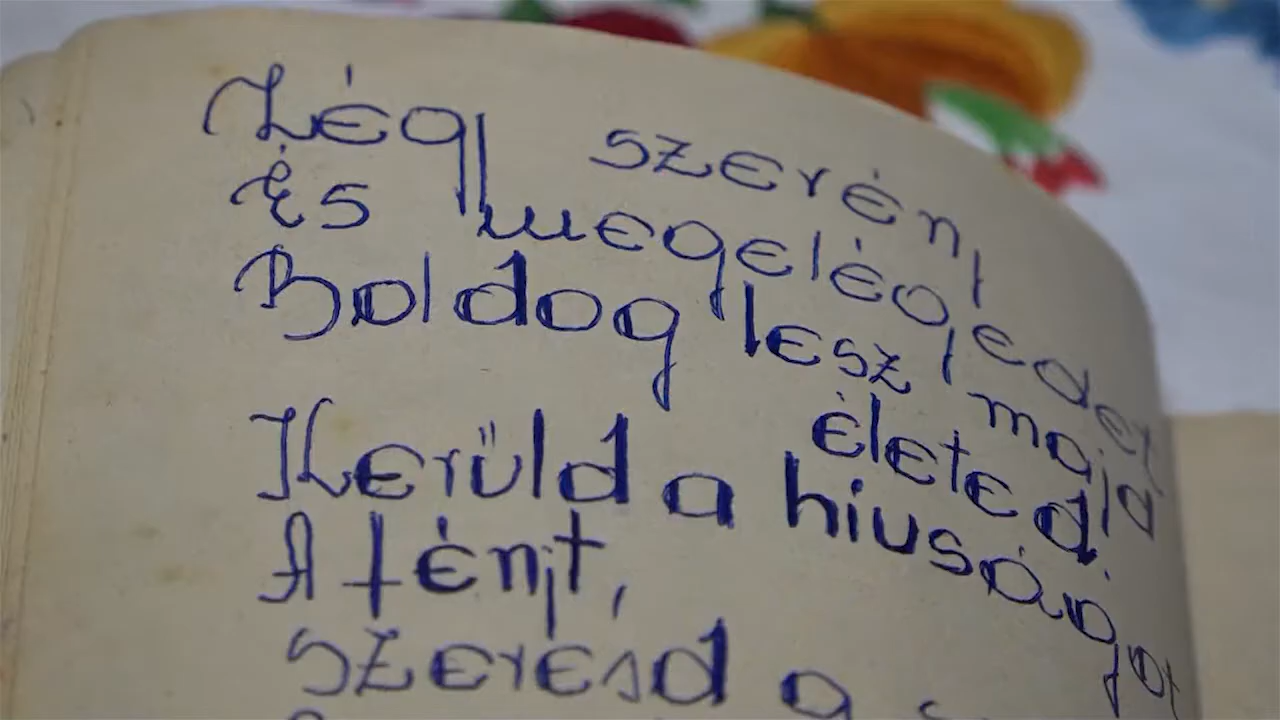 Légy szerény,
És megelégedett
Boldog lesz majd
életed.
Kerüld a hiuságot
A fényt,
szeresd a